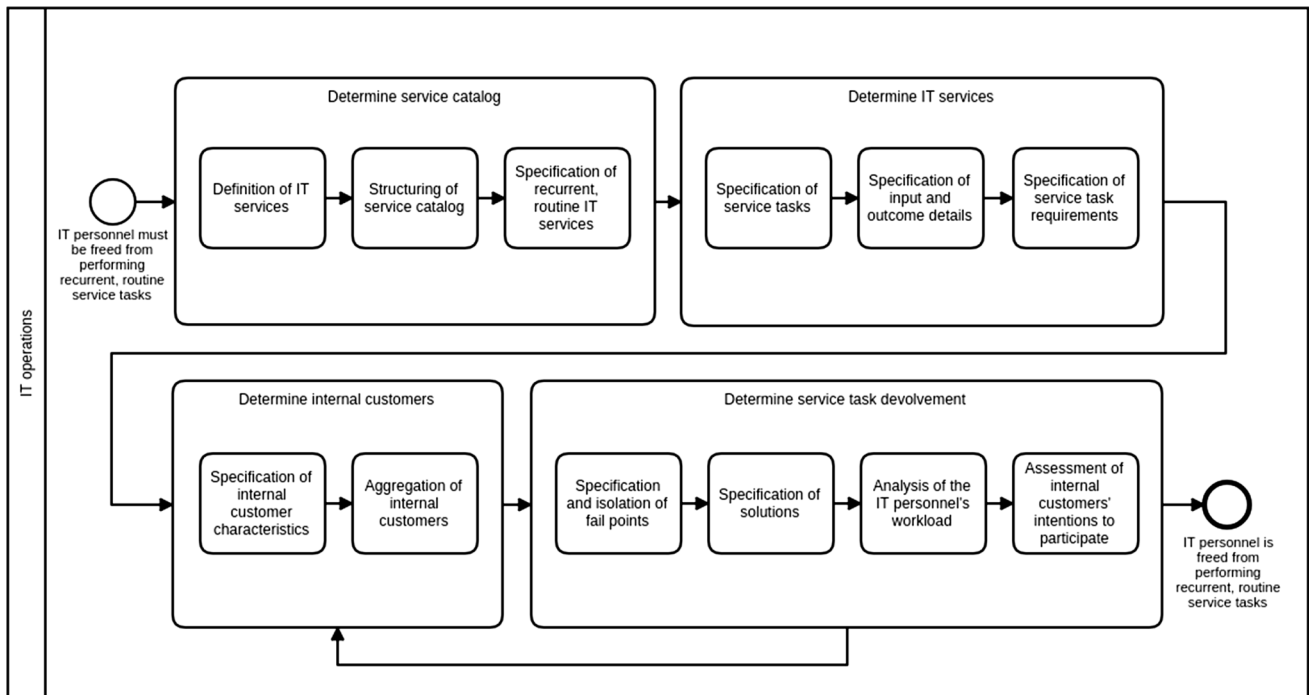 IT operations
Determine service catalog
Definition of IT
services
Structuring of
service catalog
Specification of
recurrent,
routine IT
services
IT personnel must
be freed from
performing
recurrent, routine
service tasks
Determine IT services
Specification of
service tasks
Specification of
input and
outcome details
Specification of
service task
requirements
Determine internal customers
Specification of
internal
customer
characteristics
Aggregation of
internal
customers
Determine service task devolvement
Specification
and isolation of
fail points
Specification of
solutions
Analysis of the
IT personnel's
workload
Assessment of
internal
customers'
intentions to
participate
IT personnel is
freed from
performing
recurrent, routine
service tasks